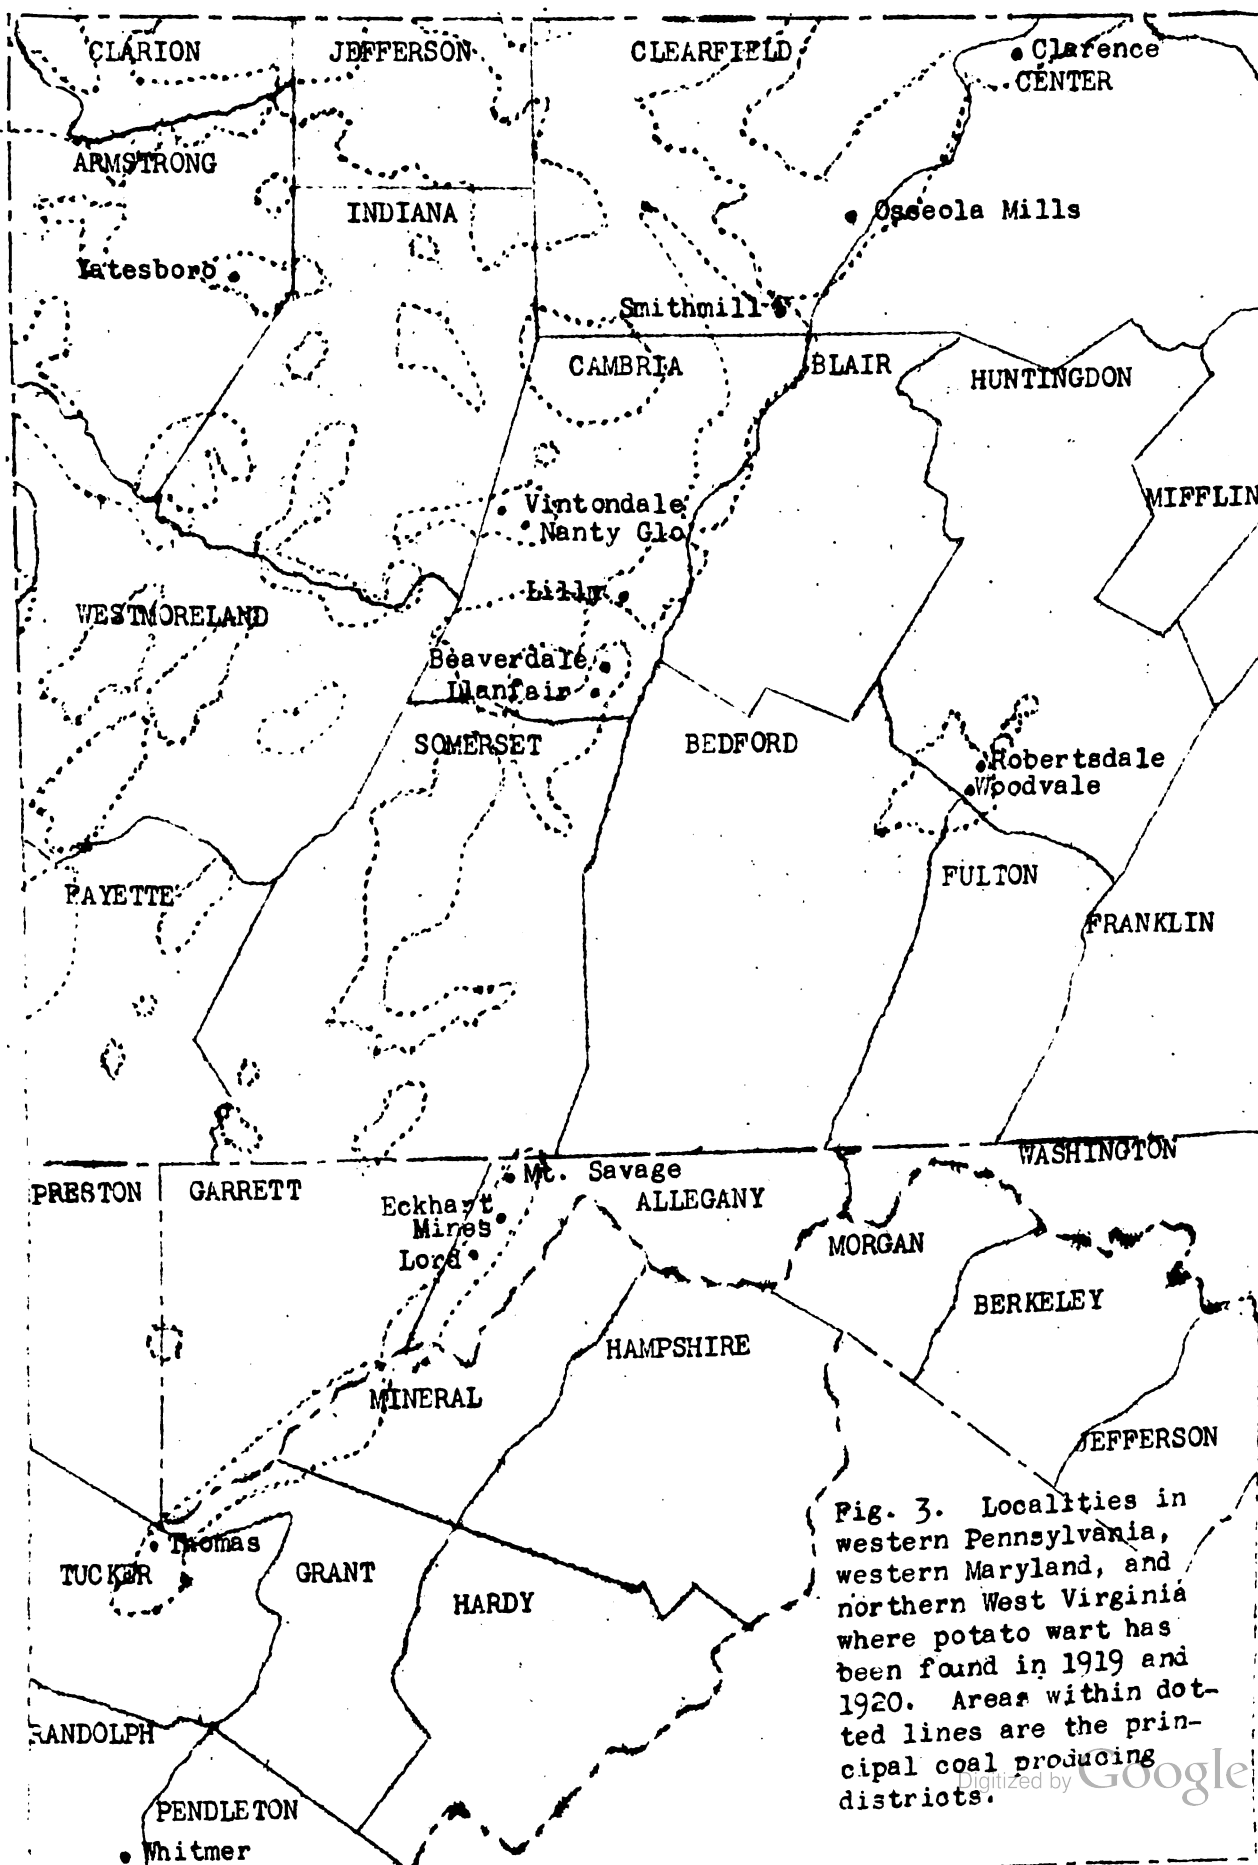 CLARION
JEFFERSON
CLEARFIELD
Clarence
CENTER
ARMSTRONG
INDIANA
Osceola Mills
Yatesboro
Smithmill
CAMBRIA
BLAIR
HUNTINGDON
Vintondale
MIFFLIN
Nanty Glo
Lilly
WESTMORELAND
Beaverdale
Llanfair
SOMERSET
BEDFORD
Robertsdale
Woodvale
FAYETTE
FULTON
FRANKLIN
WASHINGTON
Mt. Savage
PRESTON
GARRETT
ALLEGANY
Eckhart
Mines
Lord
MORGAN
BERKELEY
HAMPSHIRE
MINERAL
JEFFERSON
Thomas
TUCKER
GRANT
HARDY
Fig. 3. Localities in
western Pennsylvania,
western Maryland, and
northern West Virginia
where potato wart has
been found in 1919 and
1920. Areas within dot-
ted lines are the prin-
cipal coal producing
districts.
RANDOLPH
PENDLETON
Whitmer
Digitized by Google